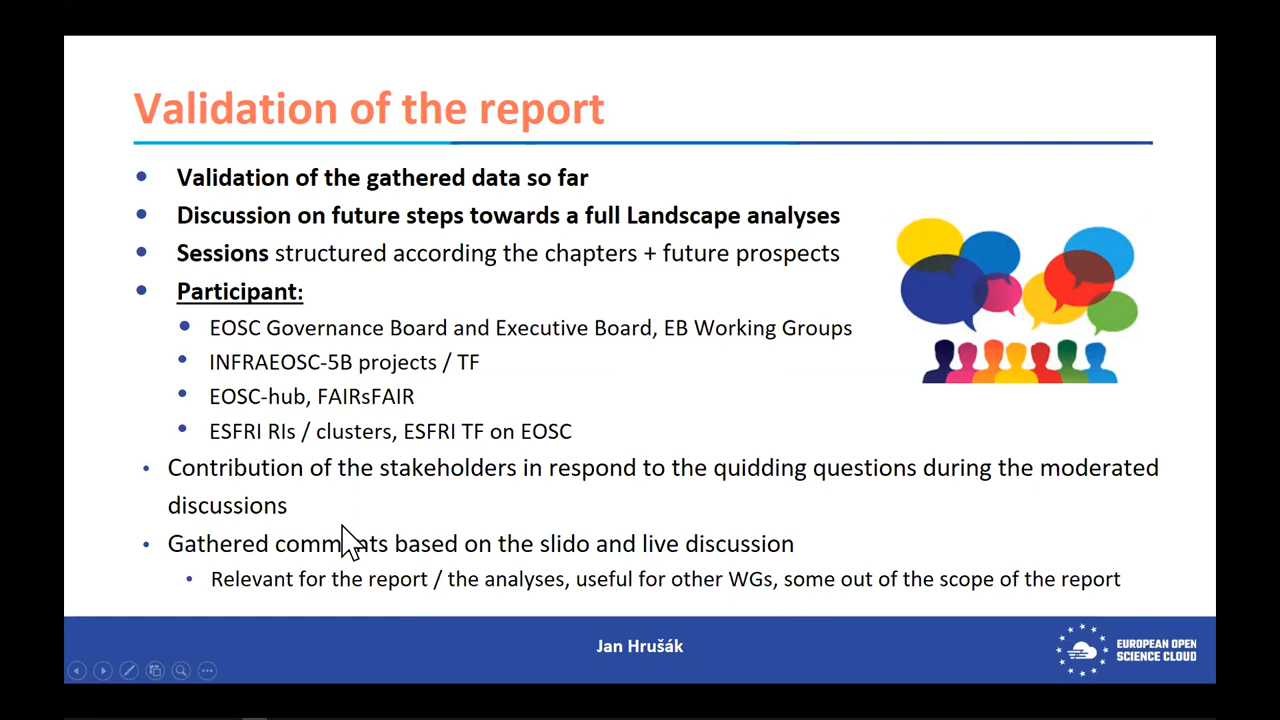 Validation of the report
Validation of the gathered data so far
Discussion on future steps towards a full Landscape analyses
Sessions structured according the chapters + future prospects
Participant:
EOSC Governance Board and Executive Board, EB Working Groups
INFRAEOSC-5B projects / TF
EOSC-hub, FAIRsFAIR
ESFRI RIs / clusters, ESFRI TF on EOSC
Contribution of the stakeholders in respond to the quidding questions during the moderated
discussions
Gathered comments based on the slido and live discussion
Relevant for the report / the analyses, useful for other WGs, some out of the scope of the report
Jan Hrušák
EUROPEAN OPEN
SCIENCE CLOUD